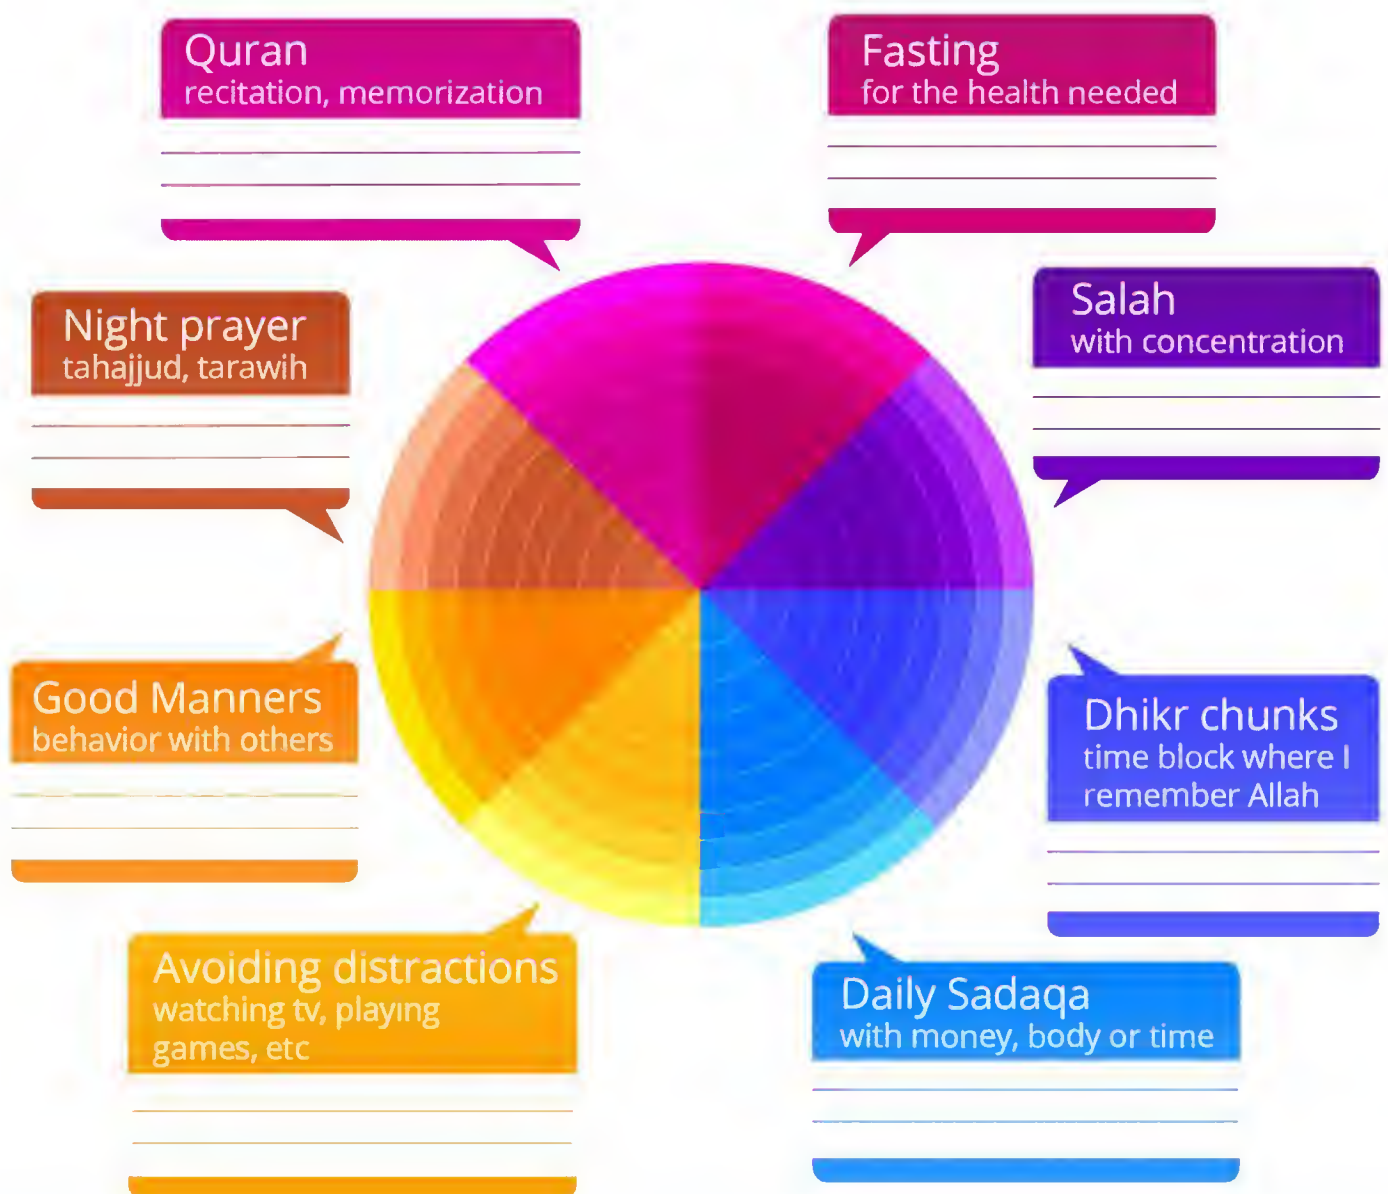 Quran
recitation, memorization
Fasting
for the health needed
Salah
with concentration
Night prayer
tahajjud, tarawih
Good Manners
behavior with others
Dhikr chunks
time block where I
remember Allah
Avoiding distractions
watching tv, playing
games, etc
Daily Sadaqa
with money, body or time